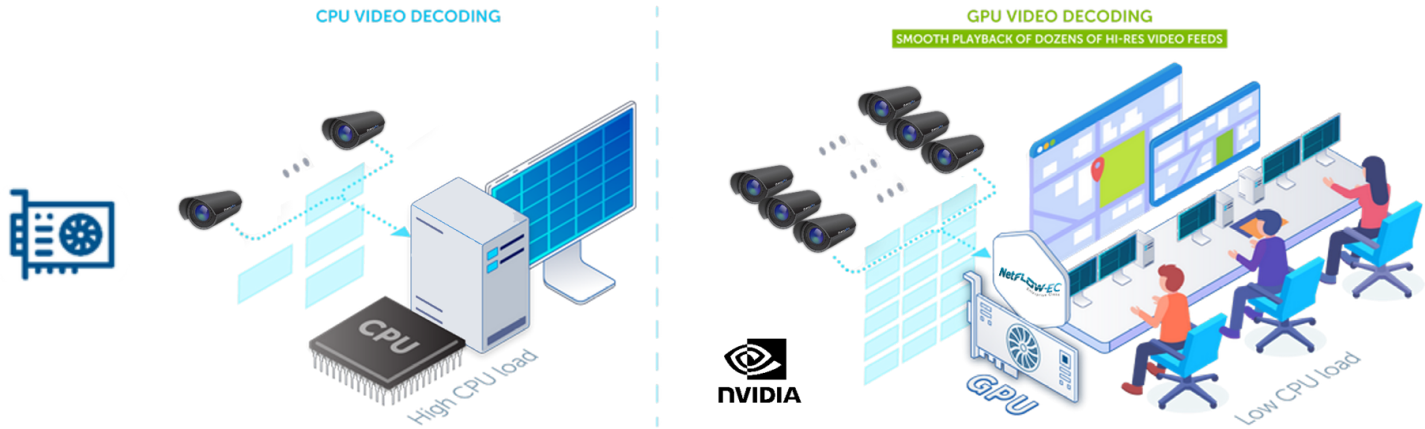 CPU VIDEO DECODING
CPU
High CPU load
GPU VIDEO DECODING
SMOOTH PLAYBACK OF DOZENS OF HI-RES VIDEO FEEDS
NetFLOW-EC
GPU
NVIDIA
Low CPU load